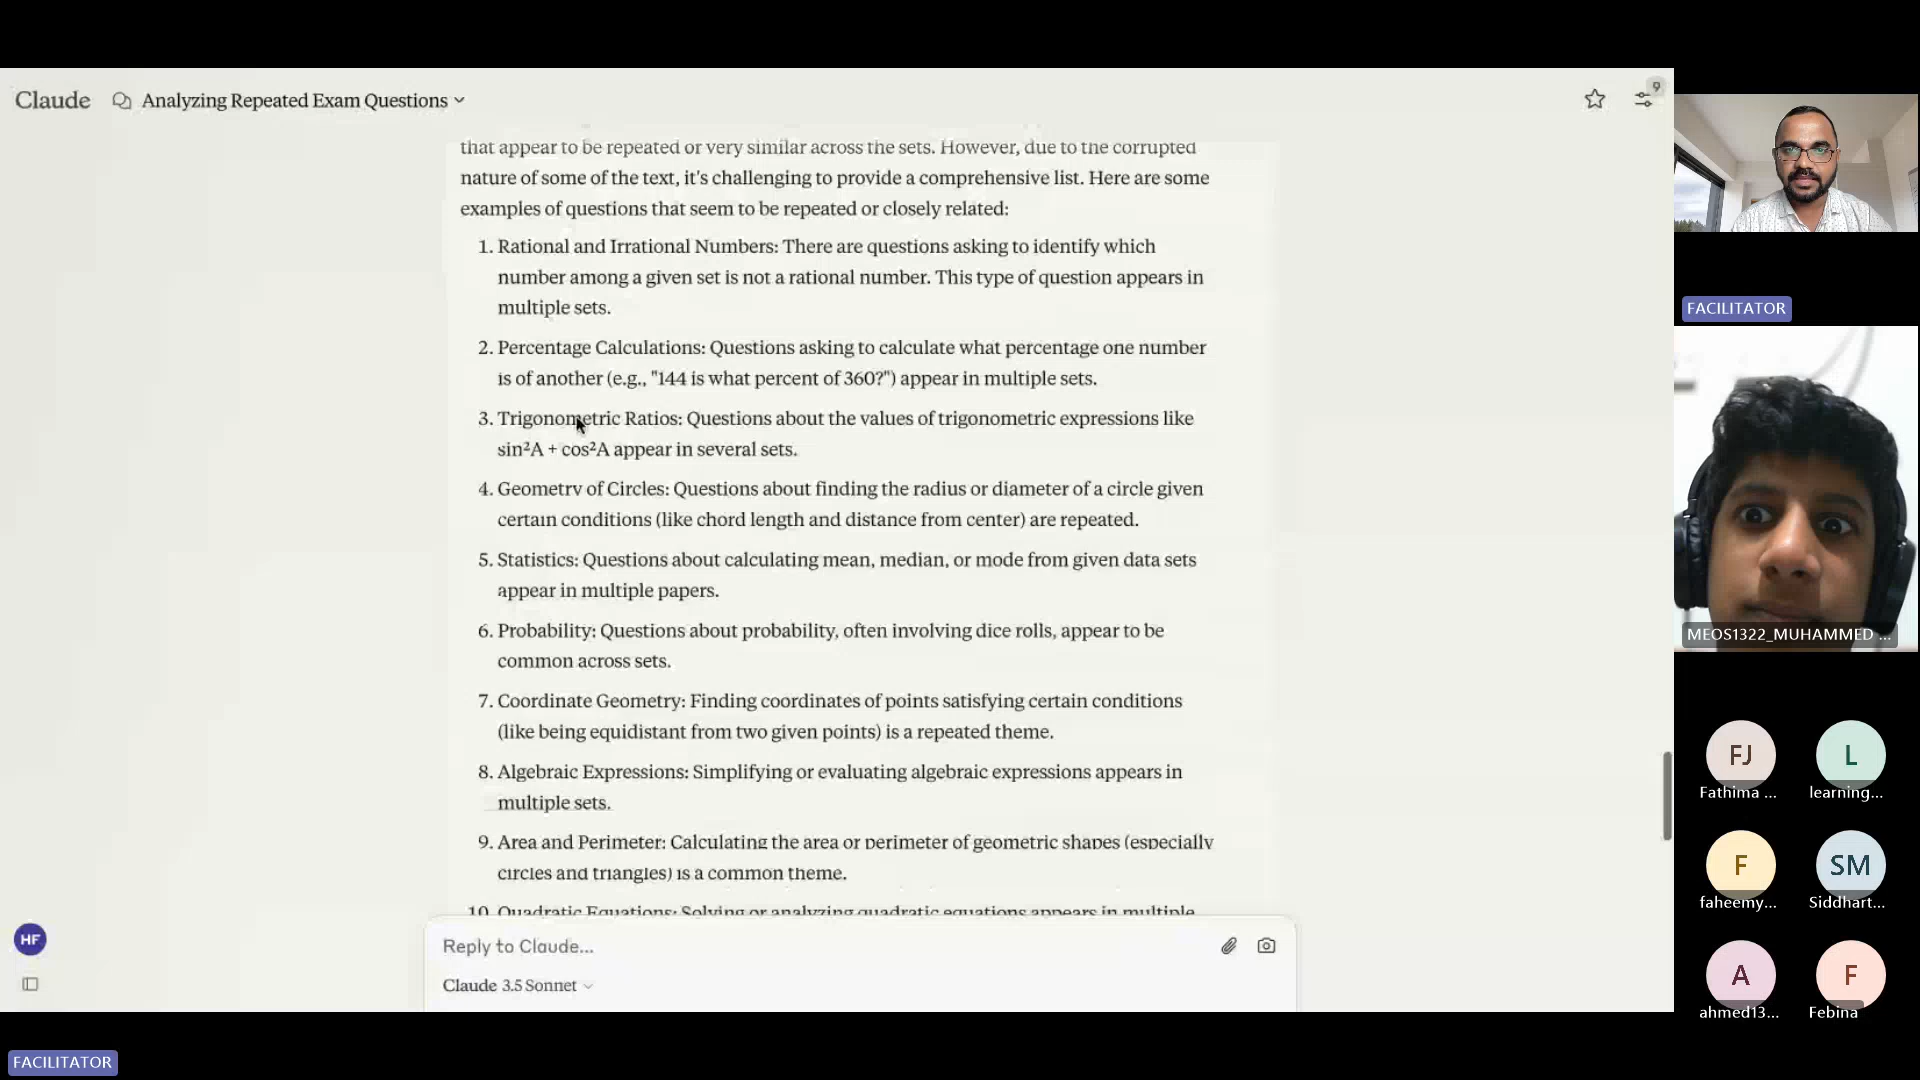 Claude
Analyzing Repeated Exam Questions
9
that appear to be repeated or very similar across the sets. However, due to the corrupted
nature of some of the text, it's challenging to provide a comprehensive list. Here are some
examples of questions that seem to be repeated or closely related:
1. Rational and Irrational Numbers: There are questions asking to identify which
number among a given set is not a rational number. This type of question appears in
multiple sets.
2. Percentage Calculations: Questions asking to calculate what percentage one number
is of another (e.g., "144 is what percent of 360?") appear in multiple sets.
3. Trigonometric Ratios: Questions about the values of trigonometric expressions like
sin²A + cos²A appear in several sets.
4. Geometry of Circles: Questions about finding the radius or diameter of a circle given
certain conditions (like chord length and distance from center) are repeated.
5. Statistics: Questions about calculating mean, median, or mode from given data sets
appear in multiple papers.
6. Probability: Questions about probability, often involving dice rolls, appear to be
common across sets.
7. Coordinate Geometry: Finding coordinates of points satisfying certain conditions
(like being equidistant from two given points) is a repeated theme.
8. Algebraic Expressions: Simplifying or evaluating algebraic expressions appears in
multiple sets.
9. Area and Perimeter: Calculating the area or perimeter of geometric shapes (especially
circles and triangles) is a common theme.
10. Quadratic Equations: Solving or analyzing quadratic equations appears in multiple
HF
Reply to Claude...
Claude 3.5 Sonnet
FACILITATOR
FACILITATOR
MEOS1322_MUHAMMED ...
FJ
L
Fathima ...
learning...
F
SM
faheemy...
Siddhart...
A
F
ahmed13...
Febina